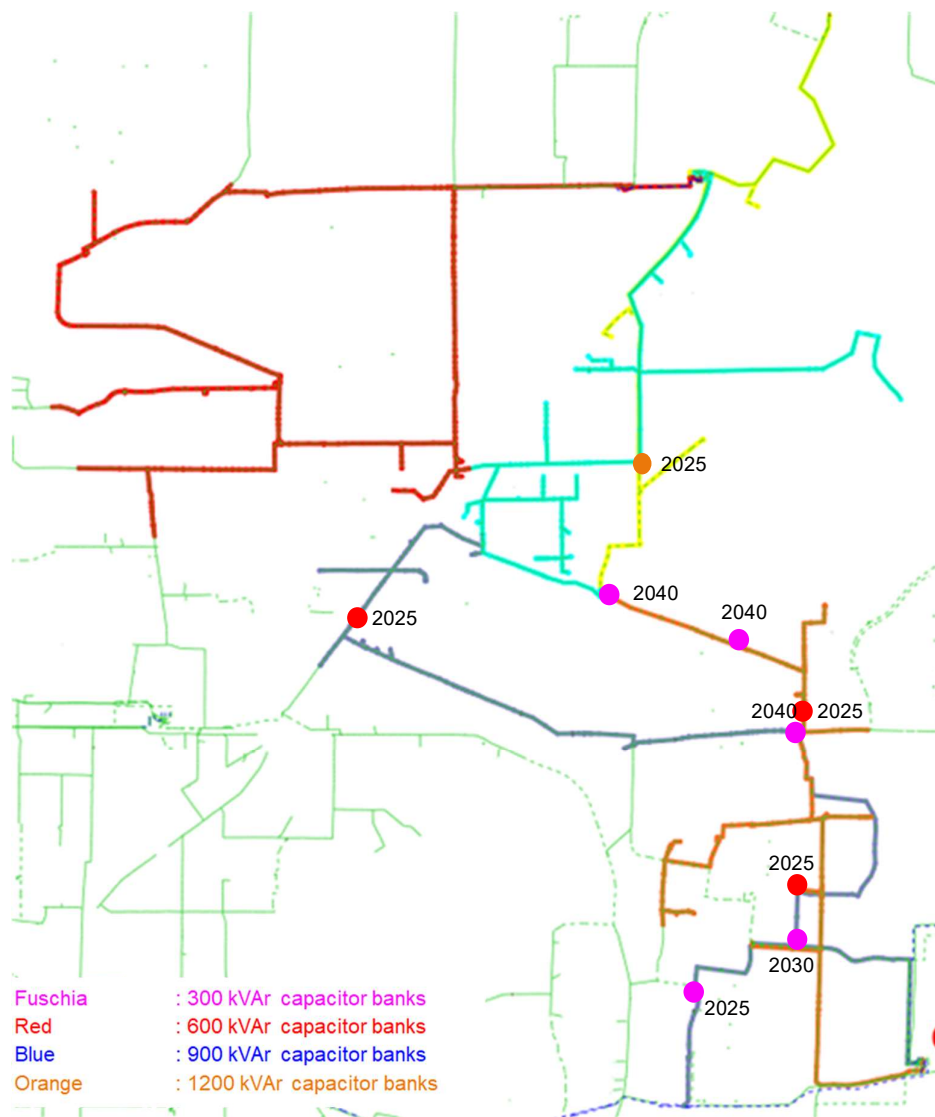 2025
2040
2025
2040
2040 2025
2025
2030
2025
Fuschia : 300 kVAr capacitor banks
Red : 600 kVAr capacitor banks
Blue : 900 kVAr capacitor banks
Orange : 1200 kVAr capacitor banks